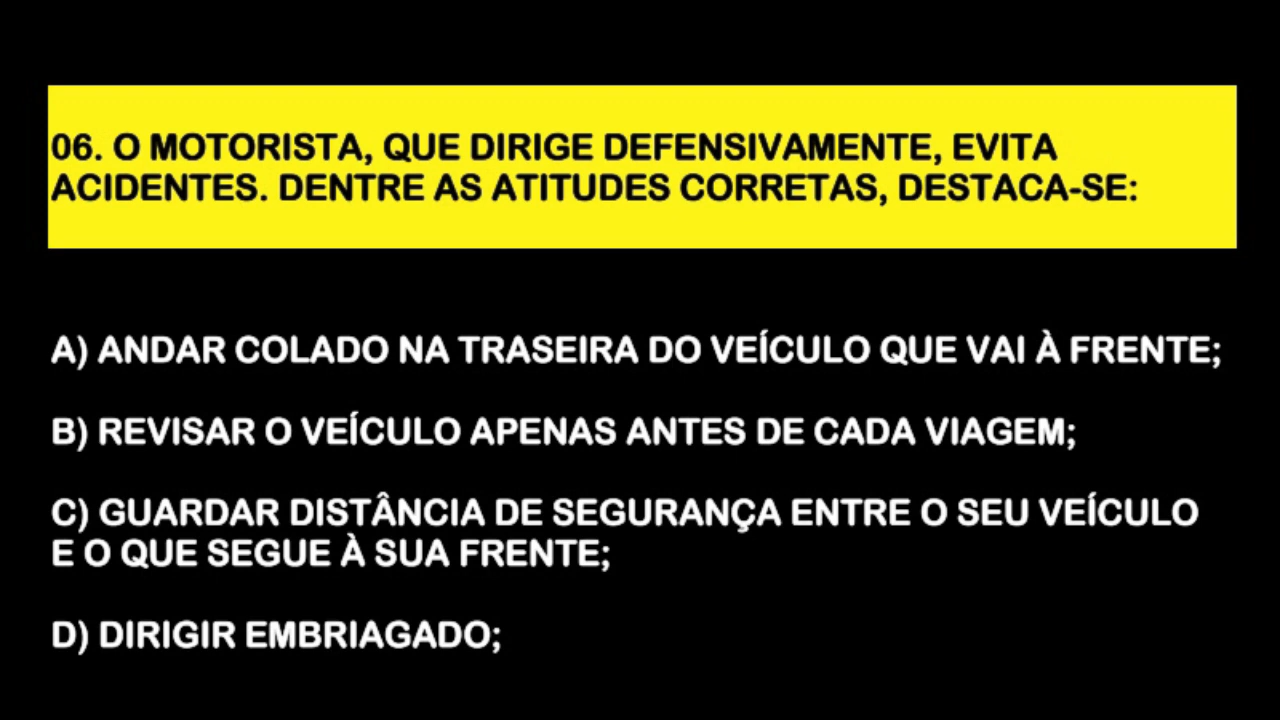 06. O MOTORISTA, QUE DIRIGE DEFENSIVAMENTE, EVITA
ACIDENTES. DENTRE AS ATITUDES CORRETAS, DESTACA-SE:
A) ANDAR COLADO NA TRASEIRA DO VEÍCULO QUE VAI À FRENTE;
B) REVISAR O VEÍCULO APENAS ANTES DE CADA VIAGEM;
C) GUARDAR DISTÂNCIA DE SEGURANÇA ENTRE O SEU VEÍCULO
E O QUE SEGUE À SUA FRENTE;
D) DIRIGIR EMBRIAGADO;